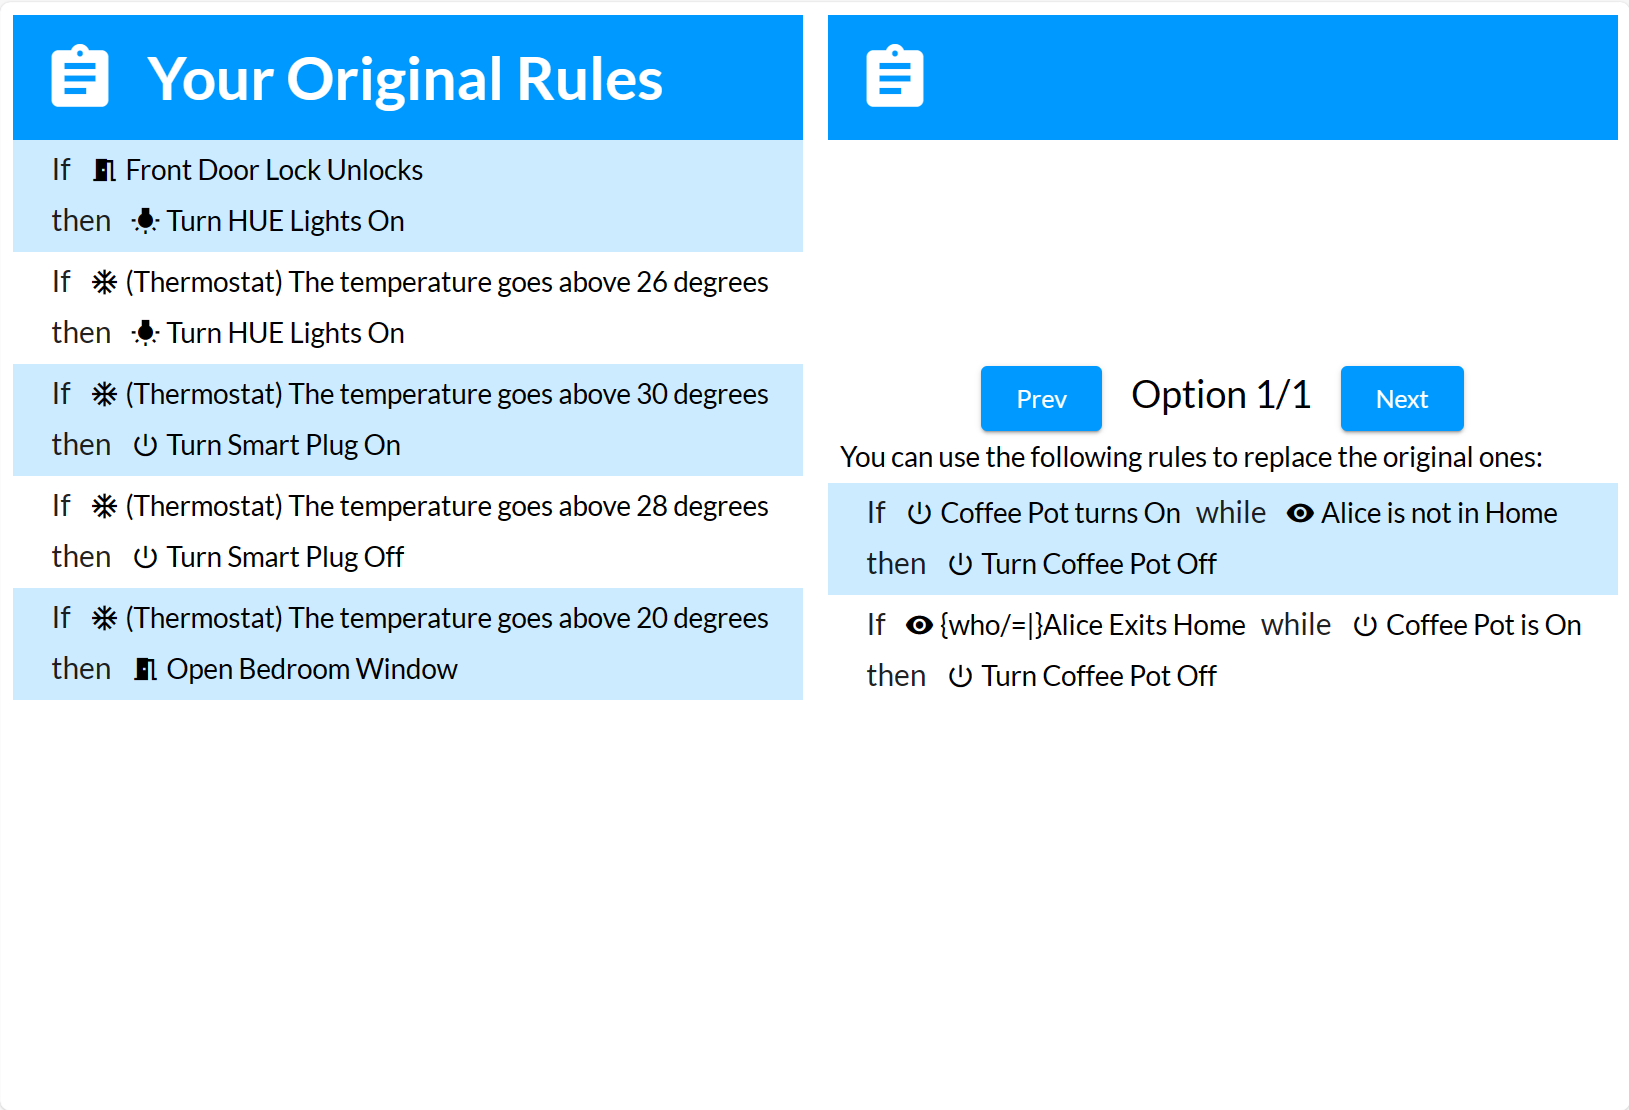 Your Original Rules
If Front Door Lock Unlocks
then Turn HUE Lights On
If (Thermostat) The temperature goes above 26 degrees
then Turn HUE Lights On
If (Thermostat) The temperature goes above 30 degrees
then Turn Smart Plug On
If (Thermostat) The temperature goes above 28 degrees
then Turn Smart Plug Off
If (Thermostat) The temperature goes above 20 degrees
then Open Bedroom Window
Prev Option 1/1 Next
You can use the following rules to replace the original ones:
If Coffee Pot turns On while Alice is not in Home
then Turn Coffee Pot Off
If {who/=|}Alice Exits Home while Coffee Pot is On
then Turn Coffee Pot Off